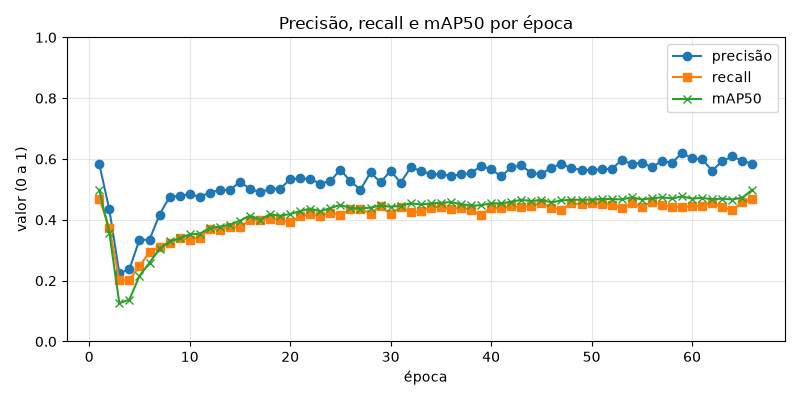 Precisão, recall e mAP50 por época
valor (0 a 1)
1.0
0.8
0.6
0.4
0.2
0.0
0
10
20
30
40
50
60
época
precisão
recall
mAP50